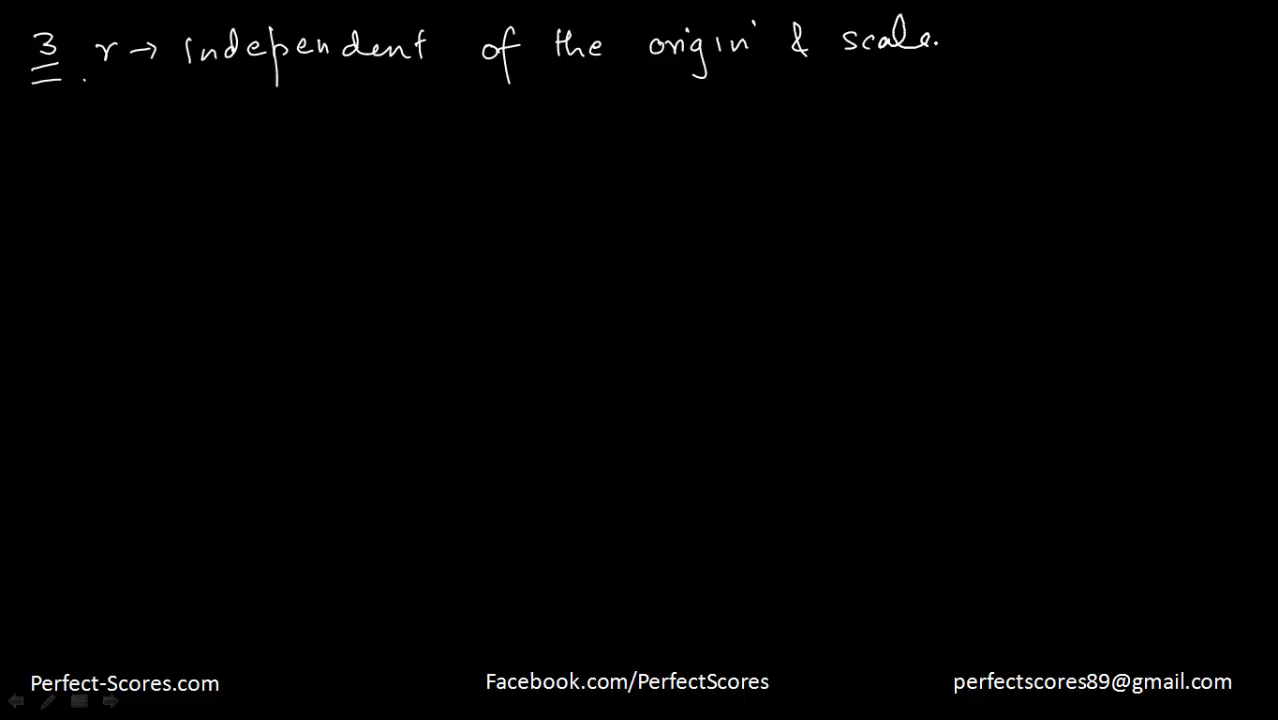 3. r → independent of the origin & scale.
Perfect-Scores.com
Facebook.com/PerfectScores
perfectscores89@gmail.com